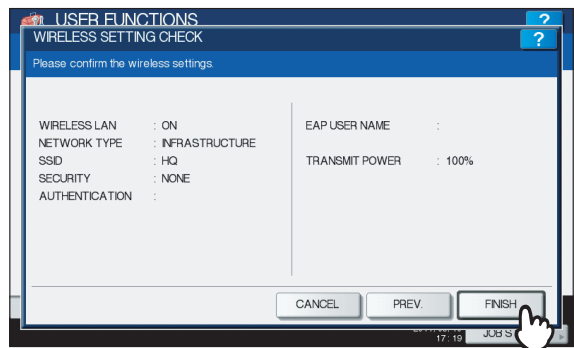 USER FUNCTIONS
?
WIRELESS SETTING CHECK
?
Please confirm the wireless settings.
WIRELESS LAN : ON
NETWORK TYPE : INFRASTRUCTURE
SSID : HQ
SECURITY : NONE
AUTHENTICATION :
EAP USER NAME :
TRANSMIT POWER : 100%
CANCEL
PREV.
FINISH
17:19
JOB S